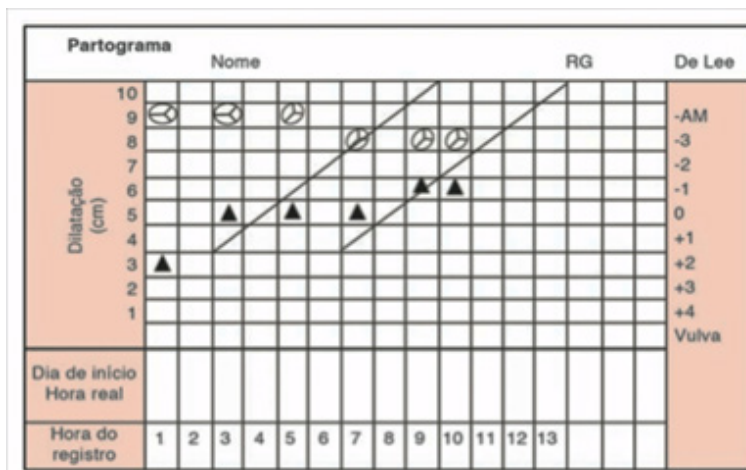 Partograma
Nome RG De Lee
Dilatação
(cm)
10
9 -AM
8 -3
7 -2
6 -1
5 0
4 +1
3 +2
2 +3
1 +4
Vulva
Dia de início
Hora real
Hora do
registro 1 2 3 4 5 6 7 8 9 10 11 12 13